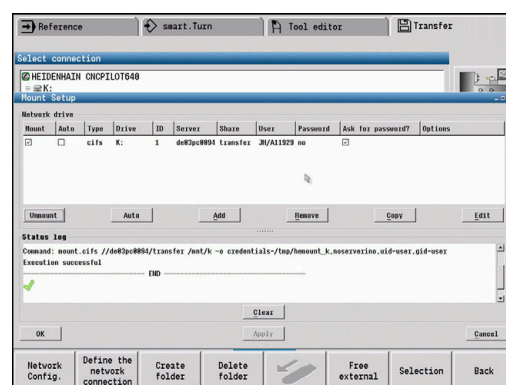 Reference
smart.Turn
Tool editor
Transfer
Select connection
HEIDENHAIN CNCPILOT640
K:
Mount Setup
Network drive
Mount Auto Type Drive ID Server Share User Password Ask for password? Options
cifs K: 1 de03pc0094 transfer JH/A11929 no
Unmount Auto Add Remove Copy Edit
Status log
Command: mount.cifs //de03pc0094/transfer /mnt/k -o credentials-/tmp/hemount_k,noserverino,uid-user,gid-user
Execution successful
END
Clear
OK Apply Cancel
Network Config.
Define the network connection
Create folder
Delete folder
Free external
Selection
Back